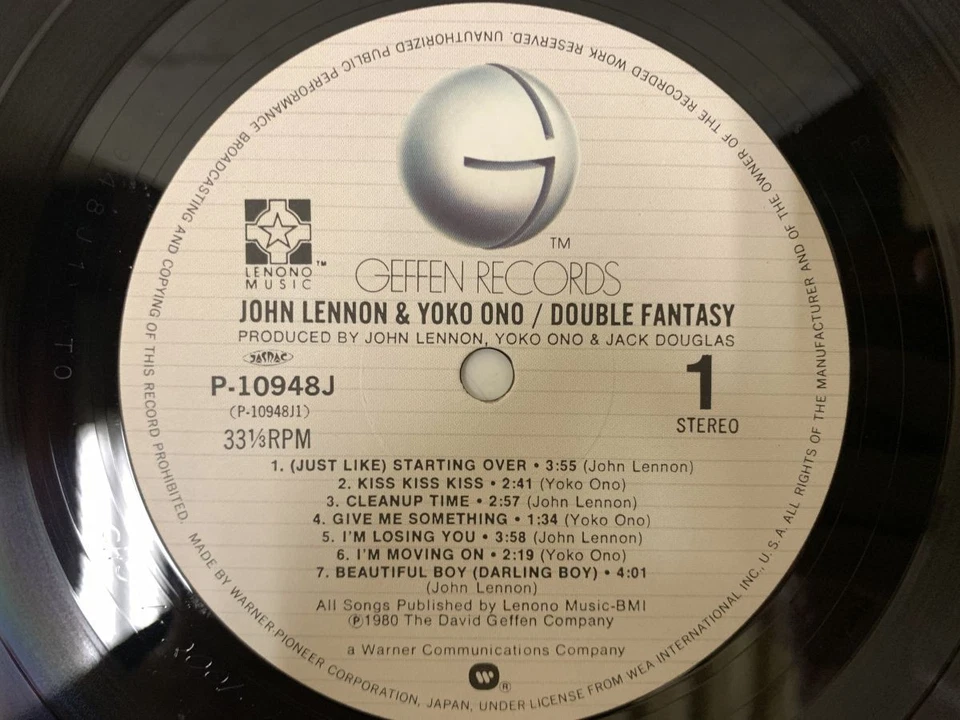 MADE BY WARNER-PIONEER CORPORATION, JAPAN, UNDER LICENSE FROM WEA INTERNATIONAL INC., U.S.A. ALL RIGHTS OF THE MANUFACTURER AND OF THE OWNER OF THE RECORDED WORK RESERVED. UNAUTHORIZED PUBLIC PERFORMANCE BROADCASTING AND COPYING OF THIS RECORD PROHIBITED.
TM
LENONO TM
MUSIC
GEFFEN RECORDS
JOHN LENNON & YOKO ONO / DOUBLE FANTASY
PRODUCED BY JOHN LENNON, YOKO ONO & JACK DOUGLAS
JASRAC
P-10948J
(P-10948J1)
33⅓RPM
1
STEREO
1. (JUST LIKE) STARTING OVER • 3:55 (John Lennon)
2. KISS KISS KISS • 2:41 (Yoko Ono)
3. CLEANUP TIME • 2:57 (John Lennon)
4. GIVE ME SOMETHING • 1:34 (Yoko Ono)
5. I'M LOSING YOU • 3:58 (John Lennon)
6. I'M MOVING ON • 2:19 (Yoko Ono)
7. BEAUTIFUL BOY (DARLING BOY) • 4:01
(John Lennon)
All Songs Published by Lenono Music-BMI
℗1980 The David Geffen Company
a Warner Communications Company
®